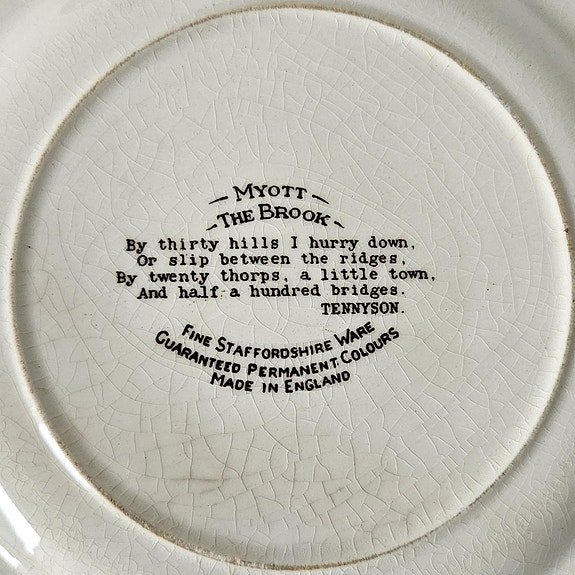 — MYOTT —
- THE BROOK -
By thirty hills I hurry down,
Or slip between the ridges,
By twenty thorps, a little town,
And half a hundred bridges.
TENNYSON.
FINE STAFFORDSHIRE WARE
GUARANTEED PERMANENT COLOURS
MADE IN ENGLAND